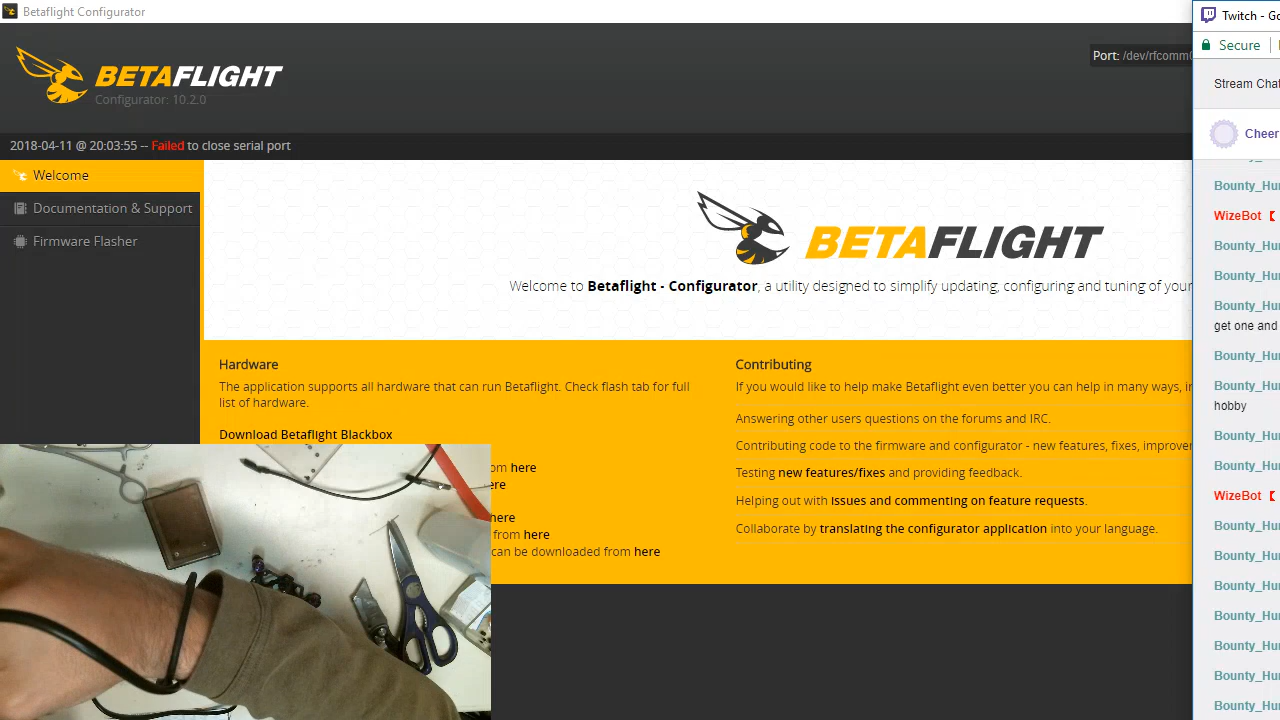 Betaflight Configurator
BETAFLIGHT
Configurator: 10.2.0
Port: /dev/rfcomm
2018-04-11 @ 20:03:55 -- Failed to close serial port
Welcome
Documentation & Support
Firmware Flasher
BETAFLIGHT
Welcome to Betaflight - Configurator, a utility designed to simplify updating, configuring and tuning of your
Hardware
The application supports all hardware that can run Betaflight. Check flash tab for full
list of hardware.
Download Betaflight Blackbox
om here
ere
here
from here
can be downloaded from here
Contributing
If you would like to help make Betaflight even better you can help in many ways, in
Answering other users questions on the forums and IRC.
Contributing code to the firmware and configurator - new features, fixes, improver
Testing new features/fixes and providing feedback.
Helping out with issues and commenting on feature requests.
Collaborate by translating the configurator application into your language.
Twitch - Go
Secure
Stream Chat
Cheer
Bounty_Hu
WizeBot
Bounty_Hu
Bounty_Hu
Bounty_Hu
get one and
Bounty_Hu
Bounty_Hu
hobby
Bounty_Hu
Bounty_Hu
WizeBot
Bounty_Hu
Bounty_Hu
Bounty_Hu
Bounty_Hu
Bounty_Hu
Bounty_Hu
Bounty_Hu